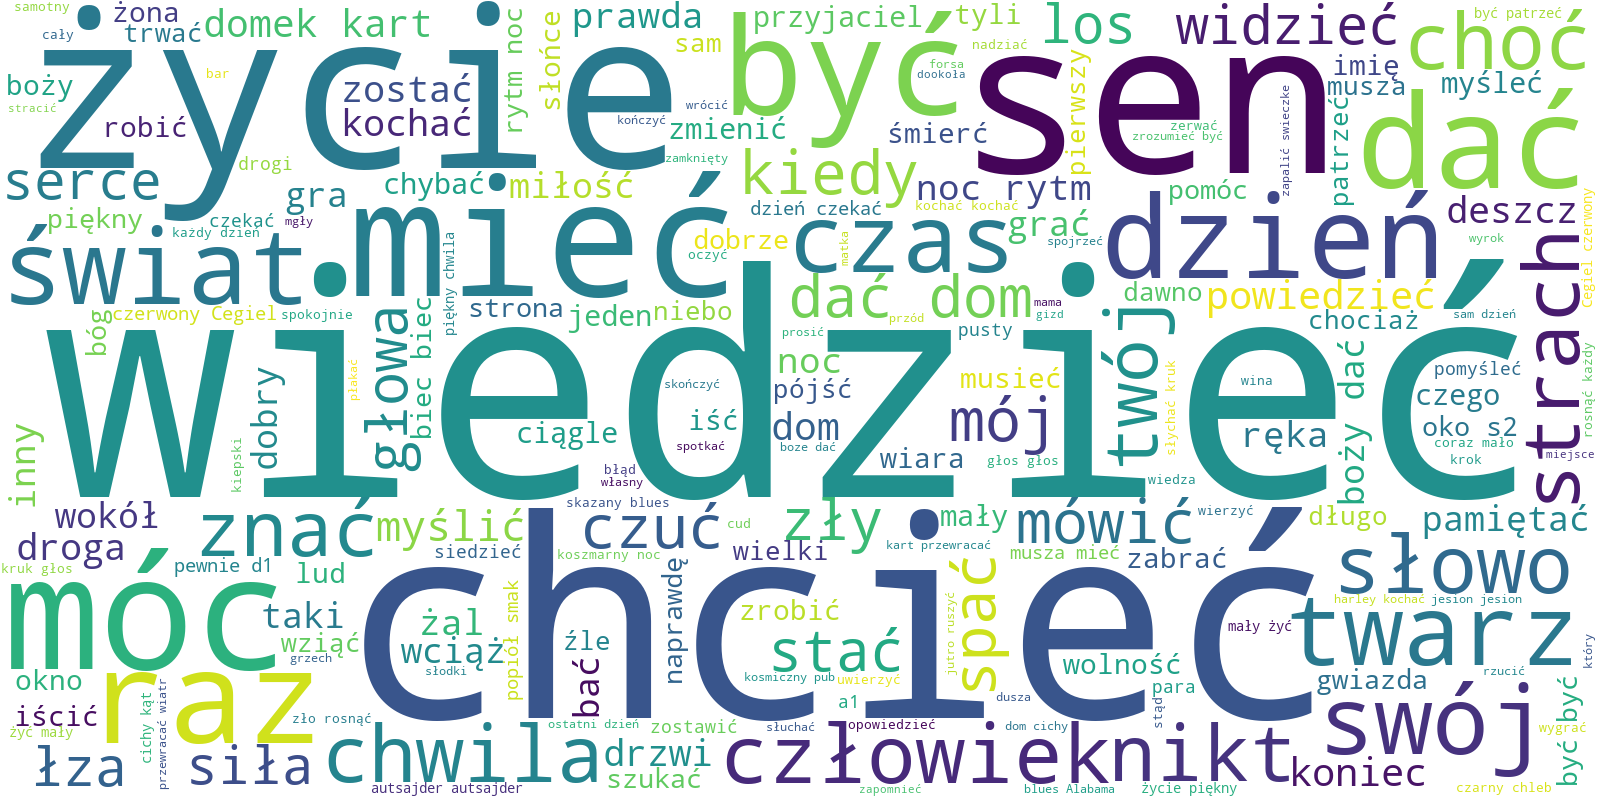 samotny
żona
trwać
cały
domek kart
życie
bar
boży
stracić
robić
drogi
zostać
kochać
rytm noc
słońce
prawda
sam
wrócić
kończyć
zmienić
zamknięty
być
przyjaciel
tyli
nadziać
forsa
dookoła
śmierć
sen
los
pierwszy
widzieć
zerwać
zrozumieć być
zapalić swieczke
imię
musza
być patrzeć
choć
myśleć
patrzeć
dać
serce
gra
chybać
miłość
kiedy
noc rytm
pomóc
piękny
czekać
każdy dzień
mgły
mieć
dzień czekać
kochać kochać
grać
spojrzeć
dzień
deszcz
wyrok
Cegiel czerwony
świat
piękny chwila
dobrze
oczyć
czas
matka
strach
bóg
czerwony Cegiel
spokojnie
głowa
biec biec
strona
jeden
niebo
dać dom
przód
prosić
pusty
mama
gizd
dawno
powiedzieć
twój
chociaż
sam dzień
wiedzieć
płakać
dobry
skończyć
noc
pójść
musieć
wina
pomyśleć
rosnąć każdy
inny
kiepski
ciągle
iść
spotkać
dom
boze dać
mój
słychać kruk
ręka
boży dać
czego
oko s2
coraz mało
krok
miejsce
błąd
własny
wiara
głos głos
wiedza
wokół
droga
znać
myślić
siedzieć
skazany blues
czuć
koszmarny noc
cud
wielki
zły
mały
kart przewracać
mówić
musza mieć
wierzyć
zabrać
długo
pamiętać
kruk głos
pewnie d1
lud
móc
taki
wziąć
grzech
chcieć
żal
wciąż
słodki
popiół smak
źle
bać
naprawdę
zrobić
stać
kosmiczny pub
uwierzyć
spać
jutro ruszyć
dusza
wolność
para
stąd
mały żyć
słowo
harley kochać
jesion jesion
twarz
gwiazda
rzucić
który
okno
iścić
żyć mały
raz
cichy kąt
przewracać wiatr
zło rosnąć
łza
siła
chwila
autsajder autsajder
ostatni dzień
drzwi
szukać
zostawić
słuchać
a1
opowiedzieć
człowiek
zapomnieć
dom cichy
blues Alabama
nikt
życie piękny
koniec
swój
wygrać
czarny chleb
być być